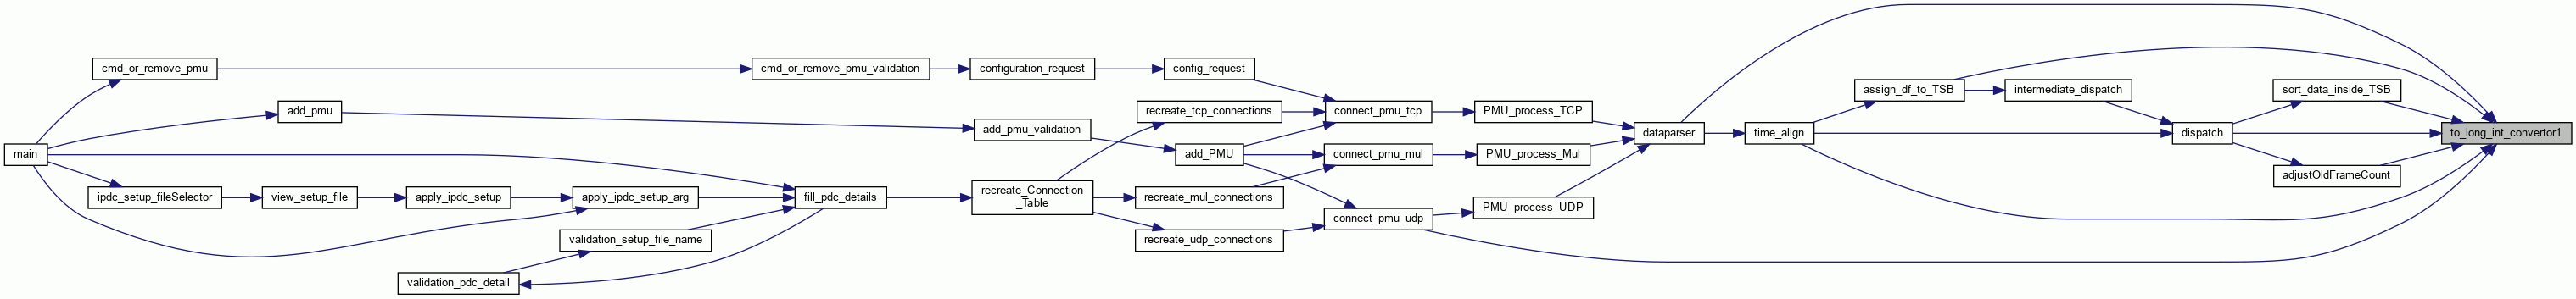 main
cmd_or_remove_pmu
add_pmu
ipdc_setup_fileSelector
view_setup_file
apply_ipdc_setup
apply_ipdc_setup_arg
validation_setup_file_name
validation_pdc_detail
fill_pdc_details
cmd_or_remove_pmu_validation
configuration_request
add_pmu_validation
recreate_Connection
_Table
config_request
recreate_tcp_connections
add_PMU
recreate_mul_connections
recreate_udp_connections
connect_pmu_tcp
connect_pmu_mul
connect_pmu_udp
PMU_process_TCP
PMU_process_Mul
PMU_process_UDP
dataparser
time_align
assign_df_to_TSB
intermediate_dispatch
dispatch
sort_data_inside_TSB
adjustOldFrameCount
to_long_int_convertor1